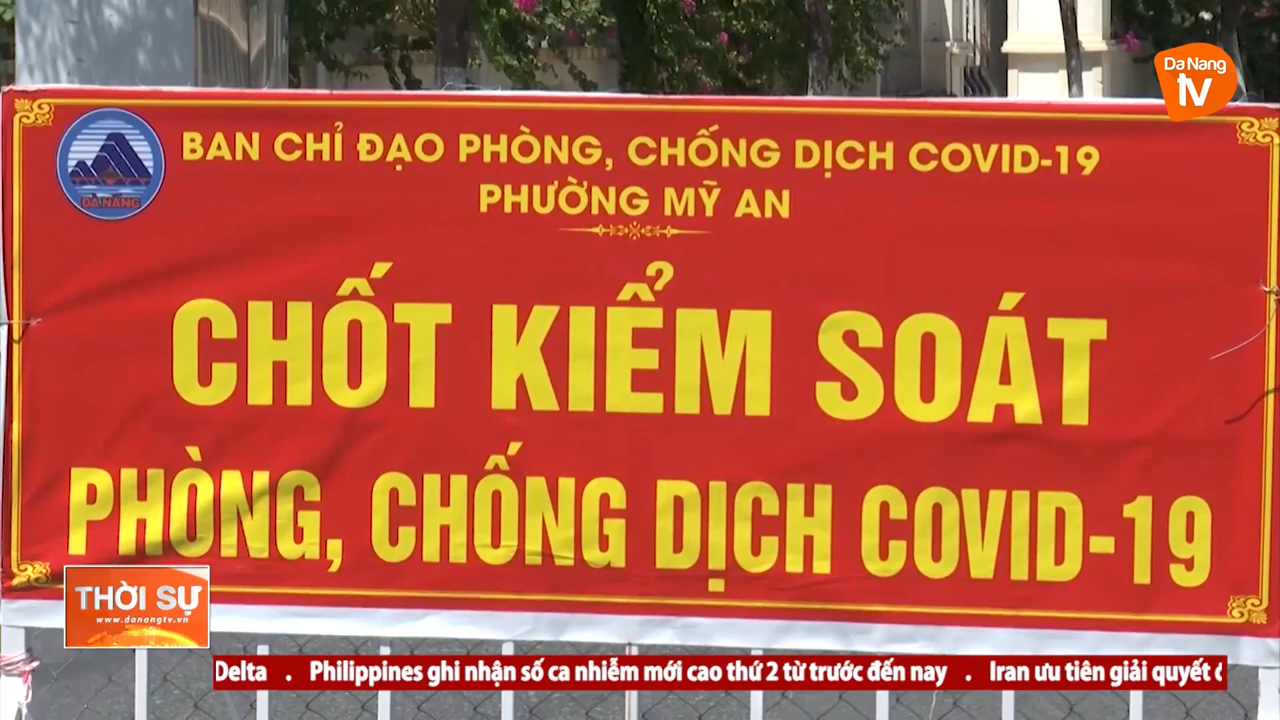 Da Nang
tv
BAN CHỈ ĐẠO PHÒNG, CHỐNG DỊCH COVID-19
PHƯỜNG MỸ AN
ĐÀ NẴNG
CHỐT KIỂM SOÁT
PHÒNG, CHỐNG DỊCH COVID-19
THỜI SỰ
www.danangtv.vn
Delta . Philippines ghi nhận số ca nhiễm mới cao thứ 2 từ trước đến nay . Iran ưu tiên giải quyết